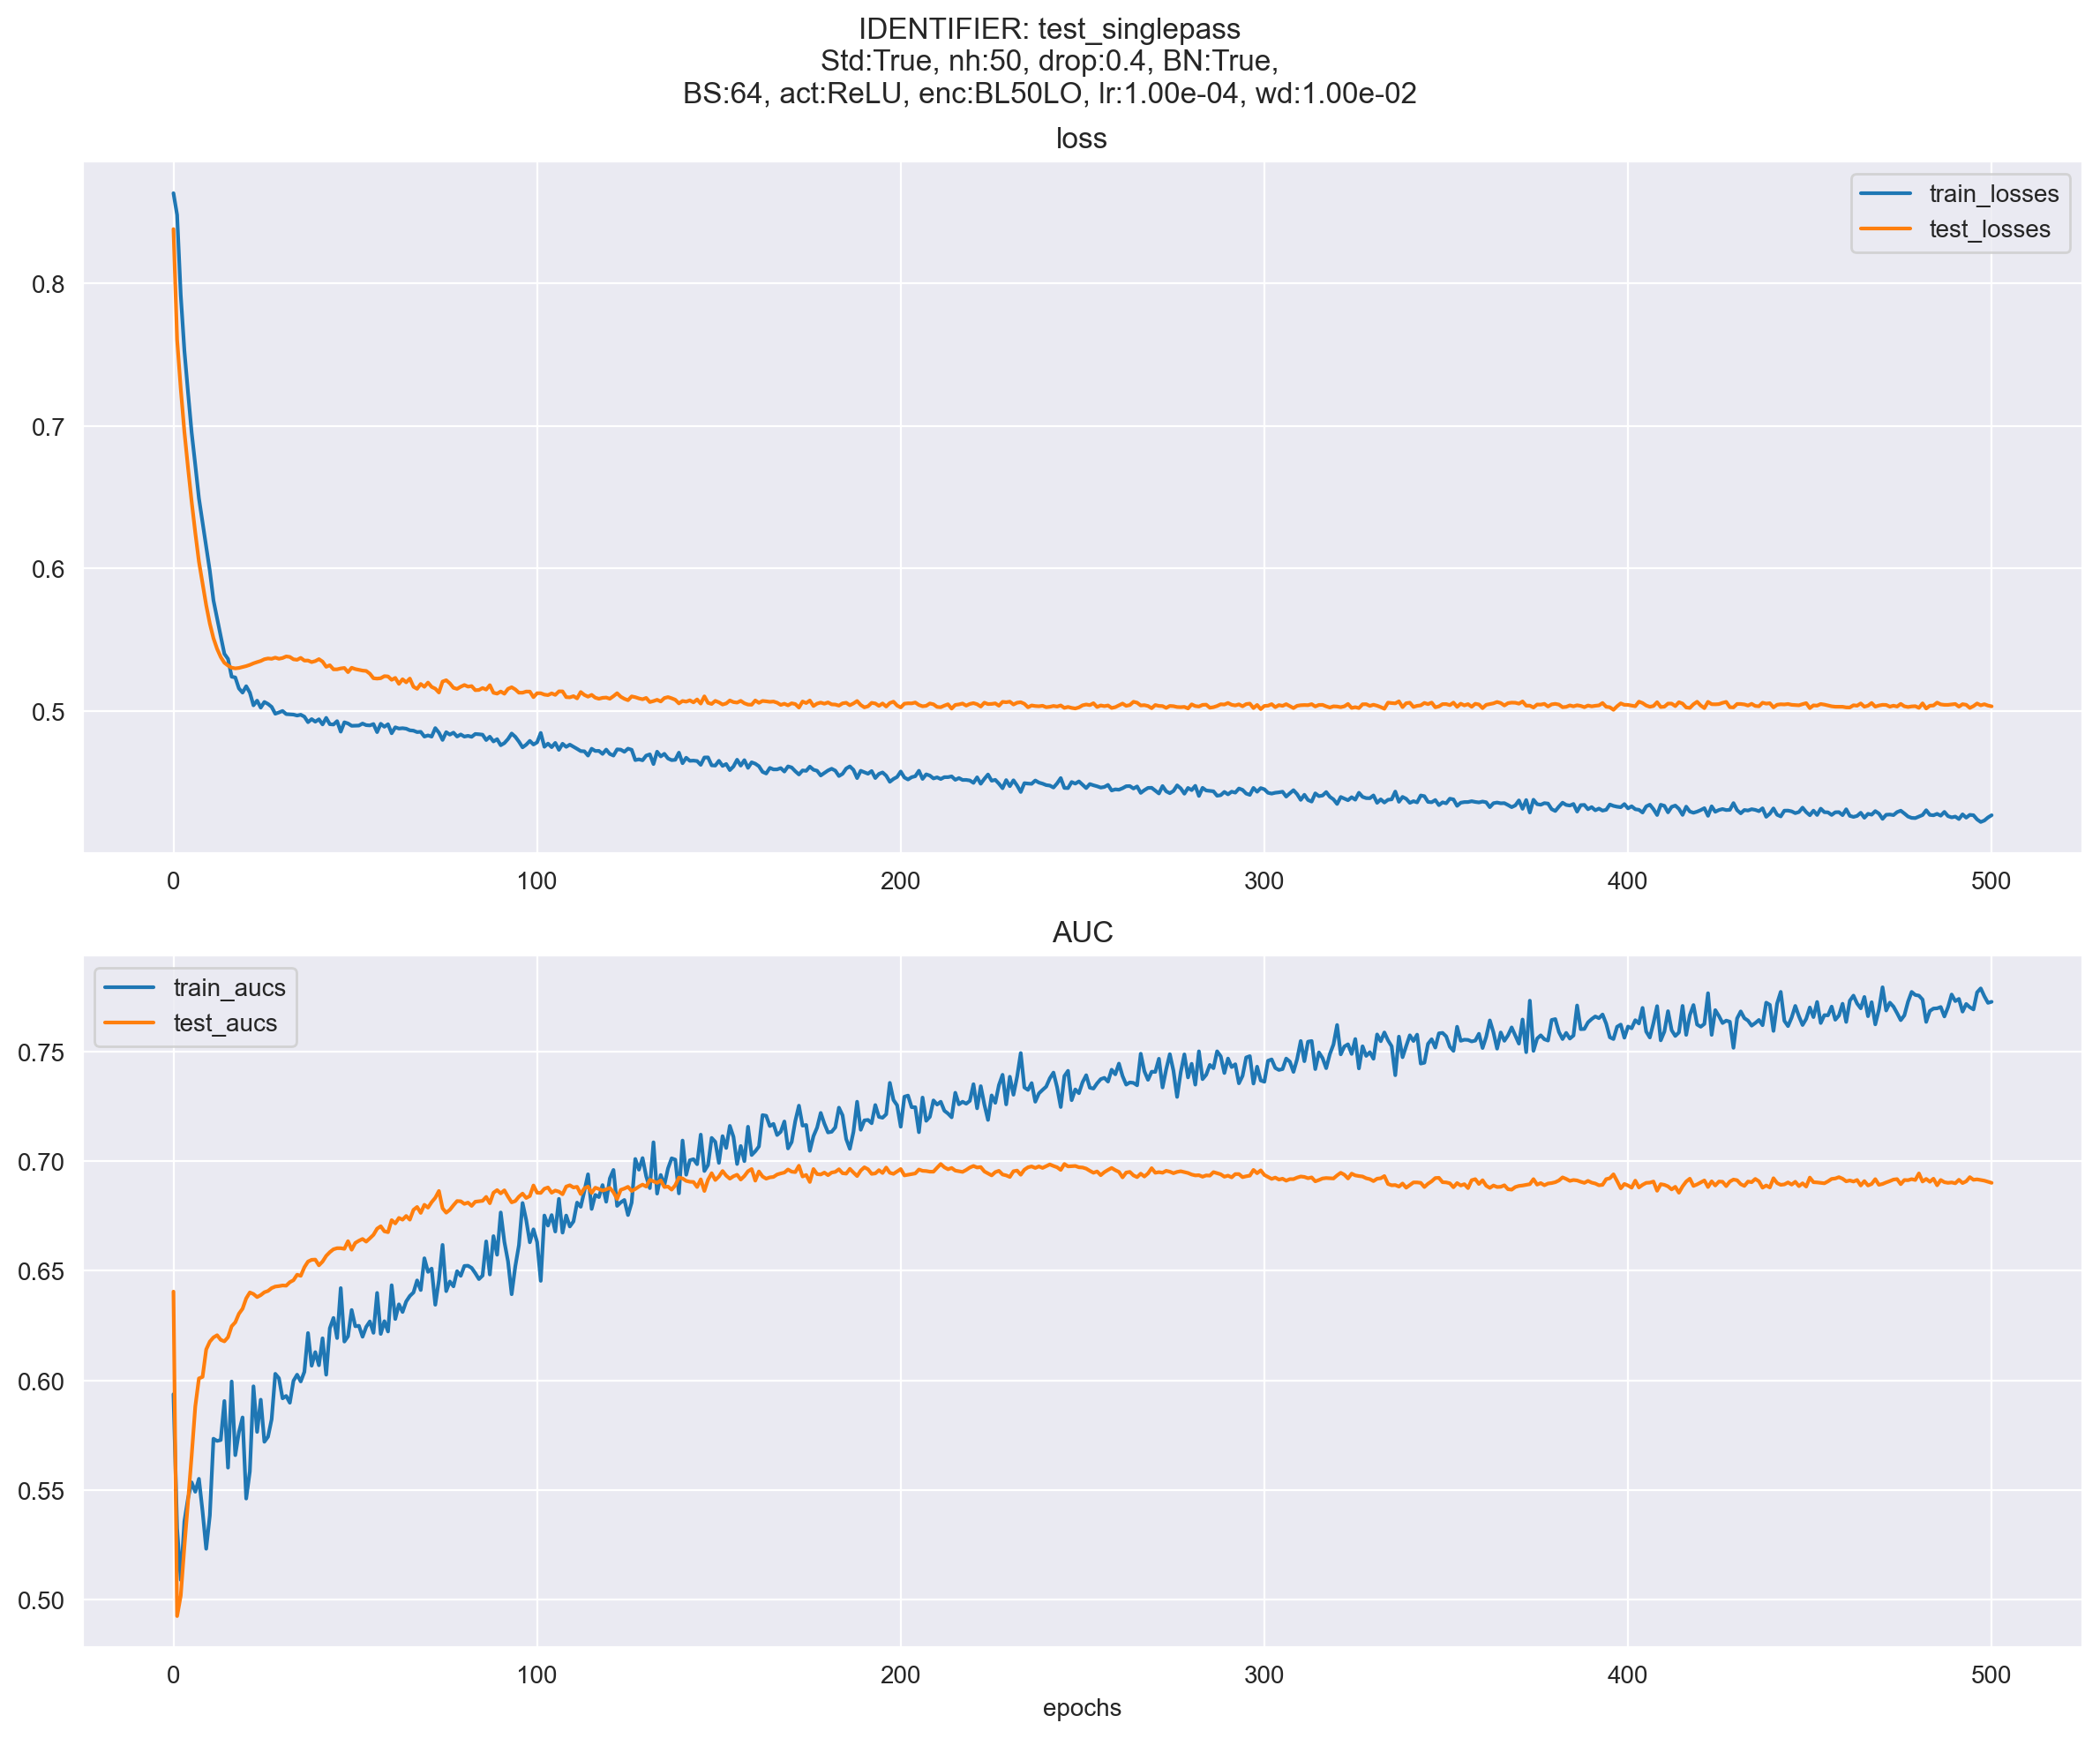 IDENTIFIER: test_singlepass
Std:True, nh:50, drop:0.4, BN:True,
BS:64, act:ReLU, enc:BL50LO, lr:1.00e-04, wd:1.00e-02
loss
train_losses
test_losses
0.8
0.7
0.6
0.5
0 100 200 300 400 500
AUC
train_aucs
test_aucs
0.75
0.70
0.65
0.60
0.55
0.50
0 100 200 300 400 500
epochs